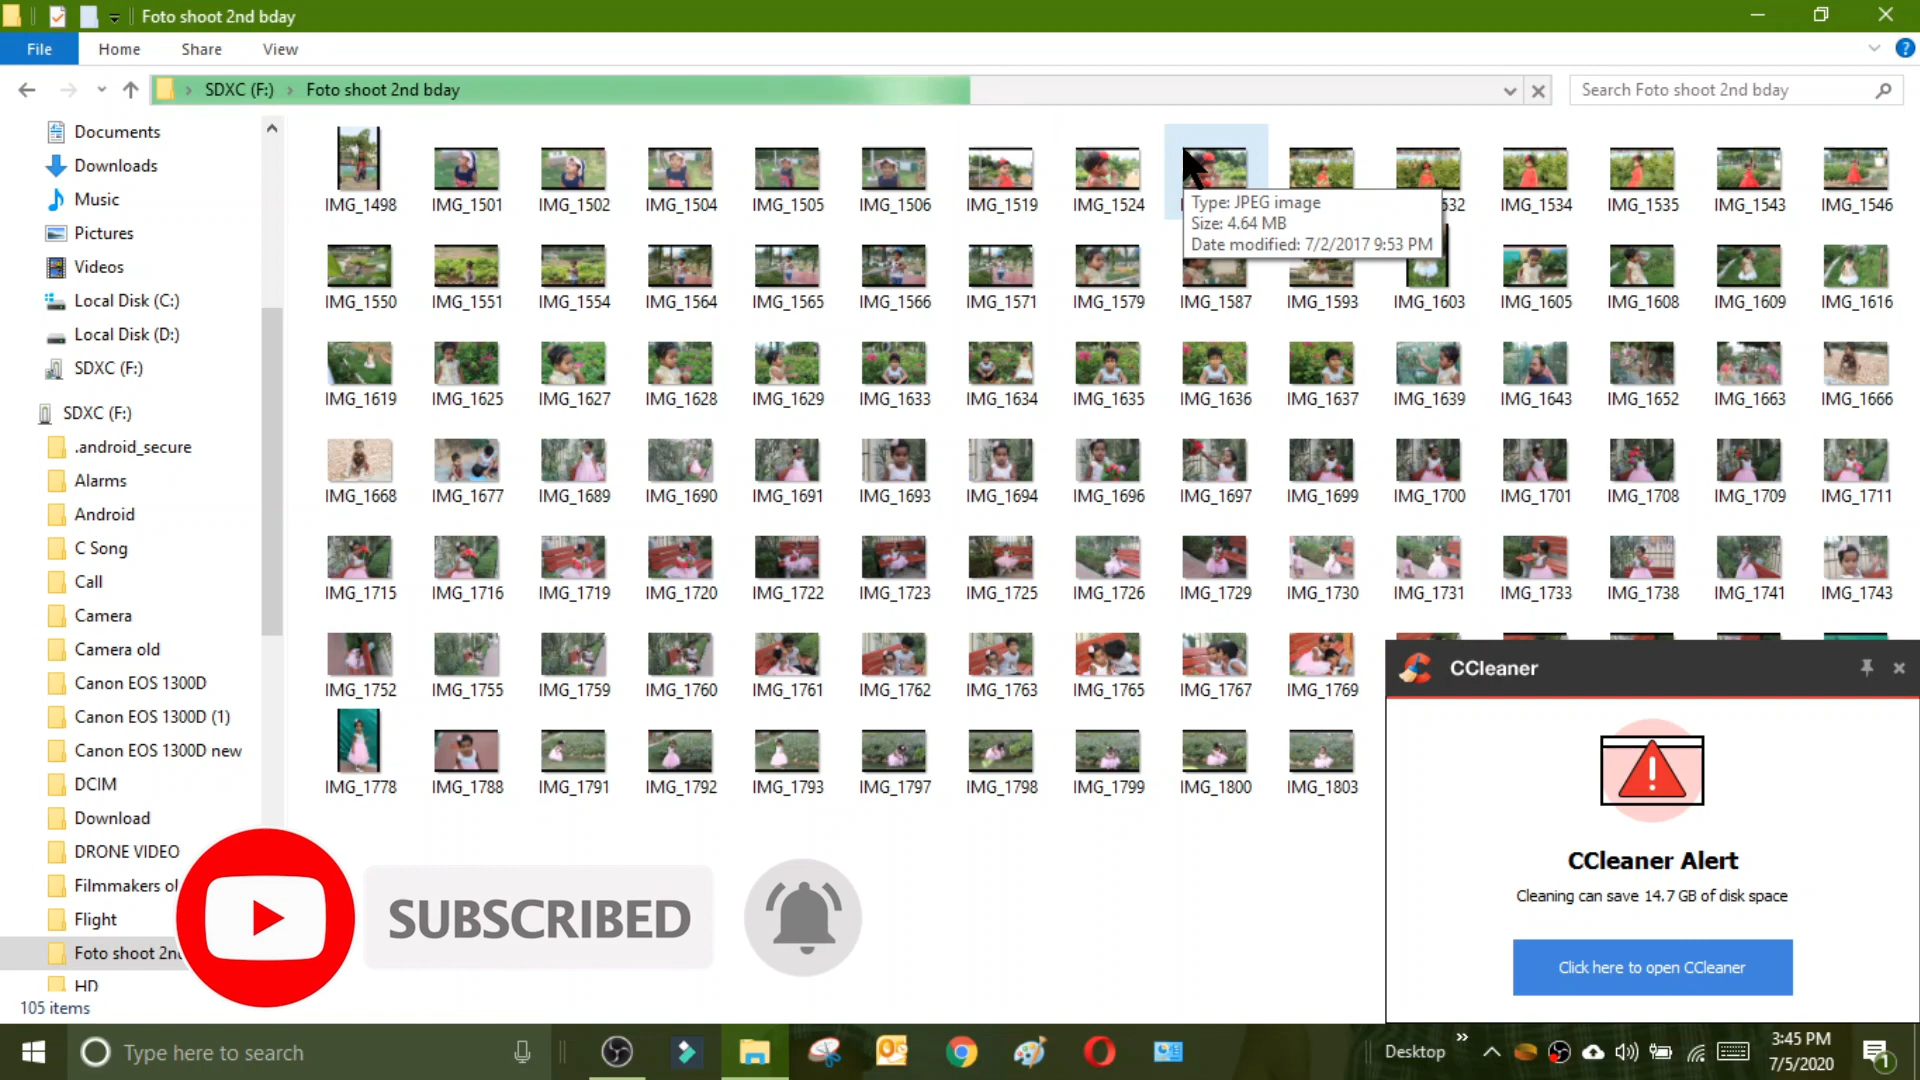 Foto shoot 2nd bday
File Home Share View
SDXC (F:) Foto shoot 2nd bday
Search Foto shoot 2nd bday
Documents
Downloads
Music
Pictures
Videos
Local Disk (C:)
Local Disk (D:)
SDXC (F:)
SDXC (F:)
.android_secure
Alarms
Android
C Song
Call
Camera
Camera old
Canon EOS 1300D
Canon EOS 1300D (1)
Canon EOS 1300D new
DCIM
Download
DRONE VIDEO
Filmmakers ol
Flight
Foto shoot 2n
HD
105 items
IMG_1498 IMG_1501 IMG_1502 IMG_1504 IMG_1505 IMG_1506 IMG_1519 IMG_1524 532 IMG_1534 IMG_1535 IMG_1543 IMG_1546
Type: JPEG image
Size: 4.64 MB
Date modified: 7/2/2017 9:53 PM
IMG_1550 IMG_1551 IMG_1554 IMG_1564 IMG_1565 IMG_1566 IMG_1571 IMG_1579 IMG_1587 IMG_1593 IMG_1603 IMG_1605 IMG_1608 IMG_1609 IMG_1616
IMG_1619 IMG_1625 IMG_1627 IMG_1628 IMG_1629 IMG_1633 IMG_1634 IMG_1635 IMG_1636 IMG_1637 IMG_1639 IMG_1643 IMG_1652 IMG_1663 IMG_1666
IMG_1668 IMG_1677 IMG_1689 IMG_1690 IMG_1691 IMG_1693 IMG_1694 IMG_1696 IMG_1697 IMG_1699 IMG_1700 IMG_1701 IMG_1708 IMG_1709 IMG_1711
IMG_1715 IMG_1716 IMG_1719 IMG_1720 IMG_1722 IMG_1723 IMG_1725 IMG_1726 IMG_1729 IMG_1730 IMG_1731 IMG_1733 IMG_1738 IMG_1741 IMG_1743
IMG_1752 IMG_1755 IMG_1759 IMG_1760 IMG_1761 IMG_1762 IMG_1763 IMG_1765 IMG_1767 IMG_1769
IMG_1778 IMG_1788 IMG_1791 IMG_1792 IMG_1793 IMG_1797 IMG_1798 IMG_1799 IMG_1800 IMG_1803
CCleaner
CCleaner Alert
Cleaning can save 14.7 GB of disk space
Click here to open CCleaner
SUBSCRIBED
Type here to search
Desktop
3:45 PM
7/5/2020
1